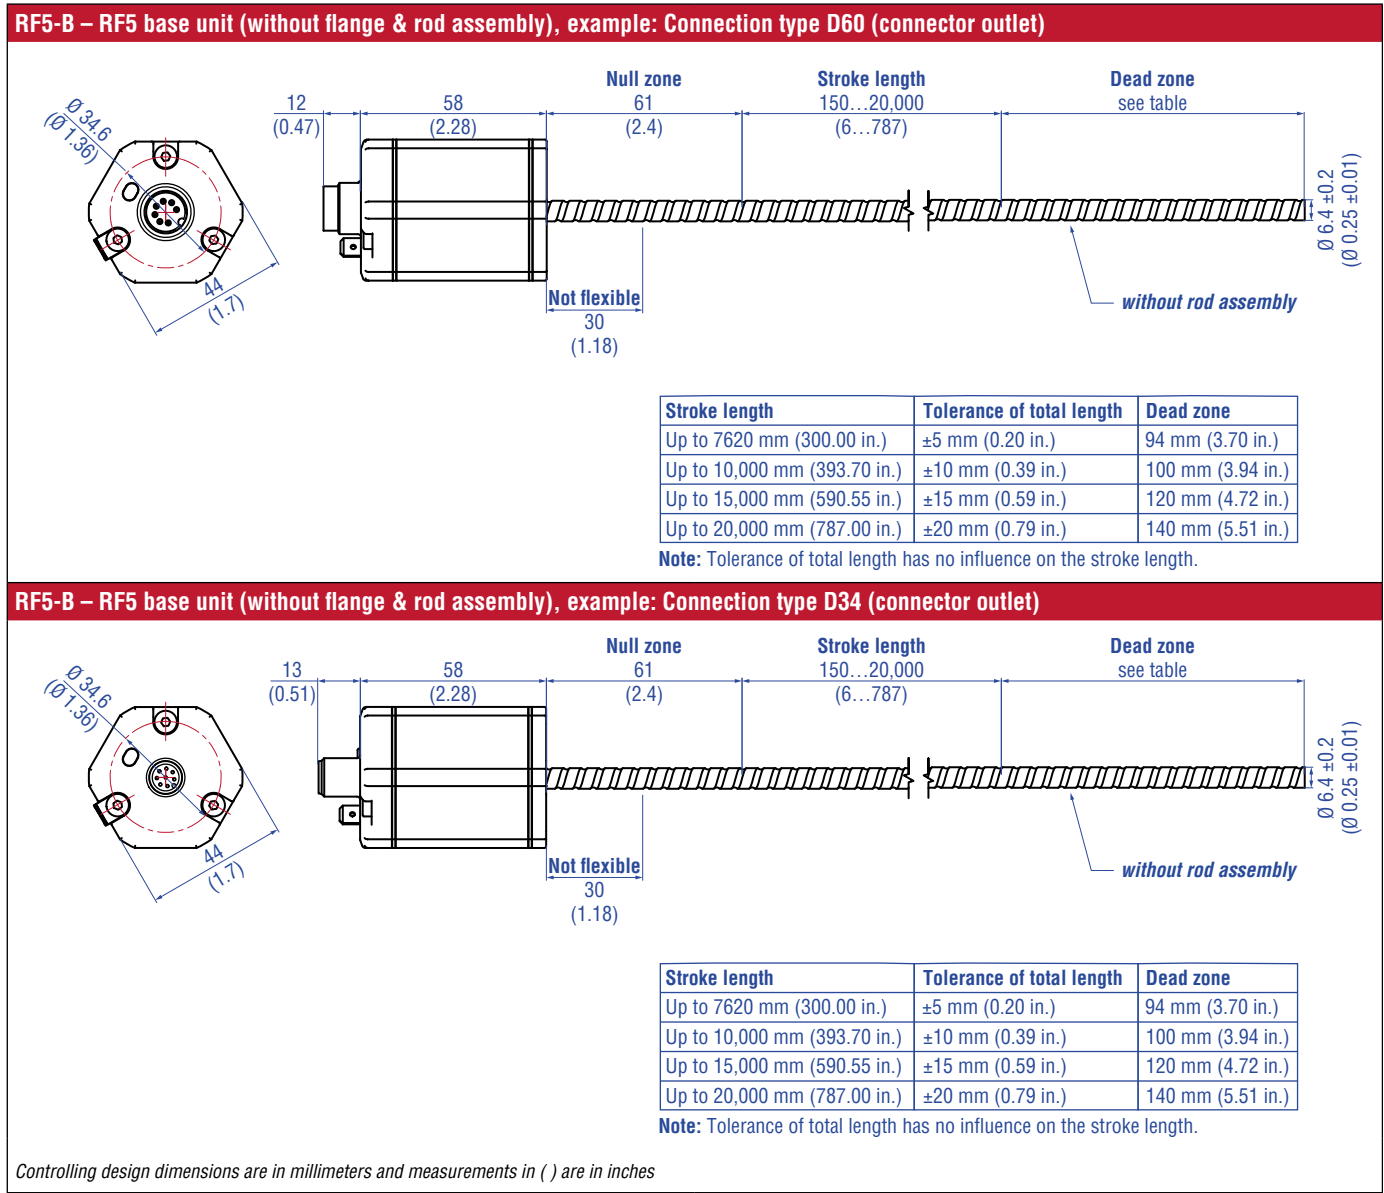 RF5-B – RF5 base unit (without flange & rod assembly), example: Connection type D60 (connector outlet)
Null zone
Stroke length
Dead zone
12
58
61
150…20,000
see table
(0.47)
(2.28)
(2.4)
(6…787)
Ø 34.6
(Ø 1.36)
44
(1.7)
Ø 6.4 ±0.2
(Ø 0.25 ±0.01)
Not flexible
30
(1.18)
without rod assembly
Stroke length Tolerance of total length Dead zone
Up to 7620 mm (300.00 in.) ±5 mm (0.20 in.) 94 mm (3.70 in.)
Up to 10,000 mm (393.70 in.) ±10 mm (0.39 in.) 100 mm (3.94 in.)
Up to 15,000 mm (590.55 in.) ±15 mm (0.59 in.) 120 mm (4.72 in.)
Up to 20,000 mm (787.00 in.) ±20 mm (0.79 in.) 140 mm (5.51 in.)
Note: Tolerance of total length has no influence on the stroke length.
RF5-B – RF5 base unit (without flange & rod assembly), example: Connection type D34 (connector outlet)
Null zone
Stroke length
Dead zone
13
58
61
150…20,000
see table
(0.51)
(2.28)
(2.4)
(6…787)
Ø 34.6
(Ø 1.36)
44
(1.7)
Ø 6.4 ±0.2
(Ø 0.25 ±0.01)
Not flexible
30
(1.18)
without rod assembly
Stroke length Tolerance of total length Dead zone
Up to 7620 mm (300.00 in.) ±5 mm (0.20 in.) 94 mm (3.70 in.)
Up to 10,000 mm (393.70 in.) ±10 mm (0.39 in.) 100 mm (3.94 in.)
Up to 15,000 mm (590.55 in.) ±15 mm (0.59 in.) 120 mm (4.72 in.)
Up to 20,000 mm (787.00 in.) ±20 mm (0.79 in.) 140 mm (5.51 in.)
Note: Tolerance of total length has no influence on the stroke length.
Controlling design dimensions are in millimeters and measurements in ( ) are in inches